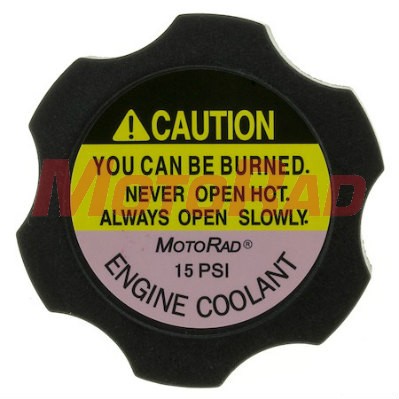 ⚠CAUTION
YOU CAN BE BURNED.
NEVER OPEN HOT.
MOTORAD
ALWAYS OPEN SLOWLY.
MOTORAD®
15 PSI
ENGINE COOLANT